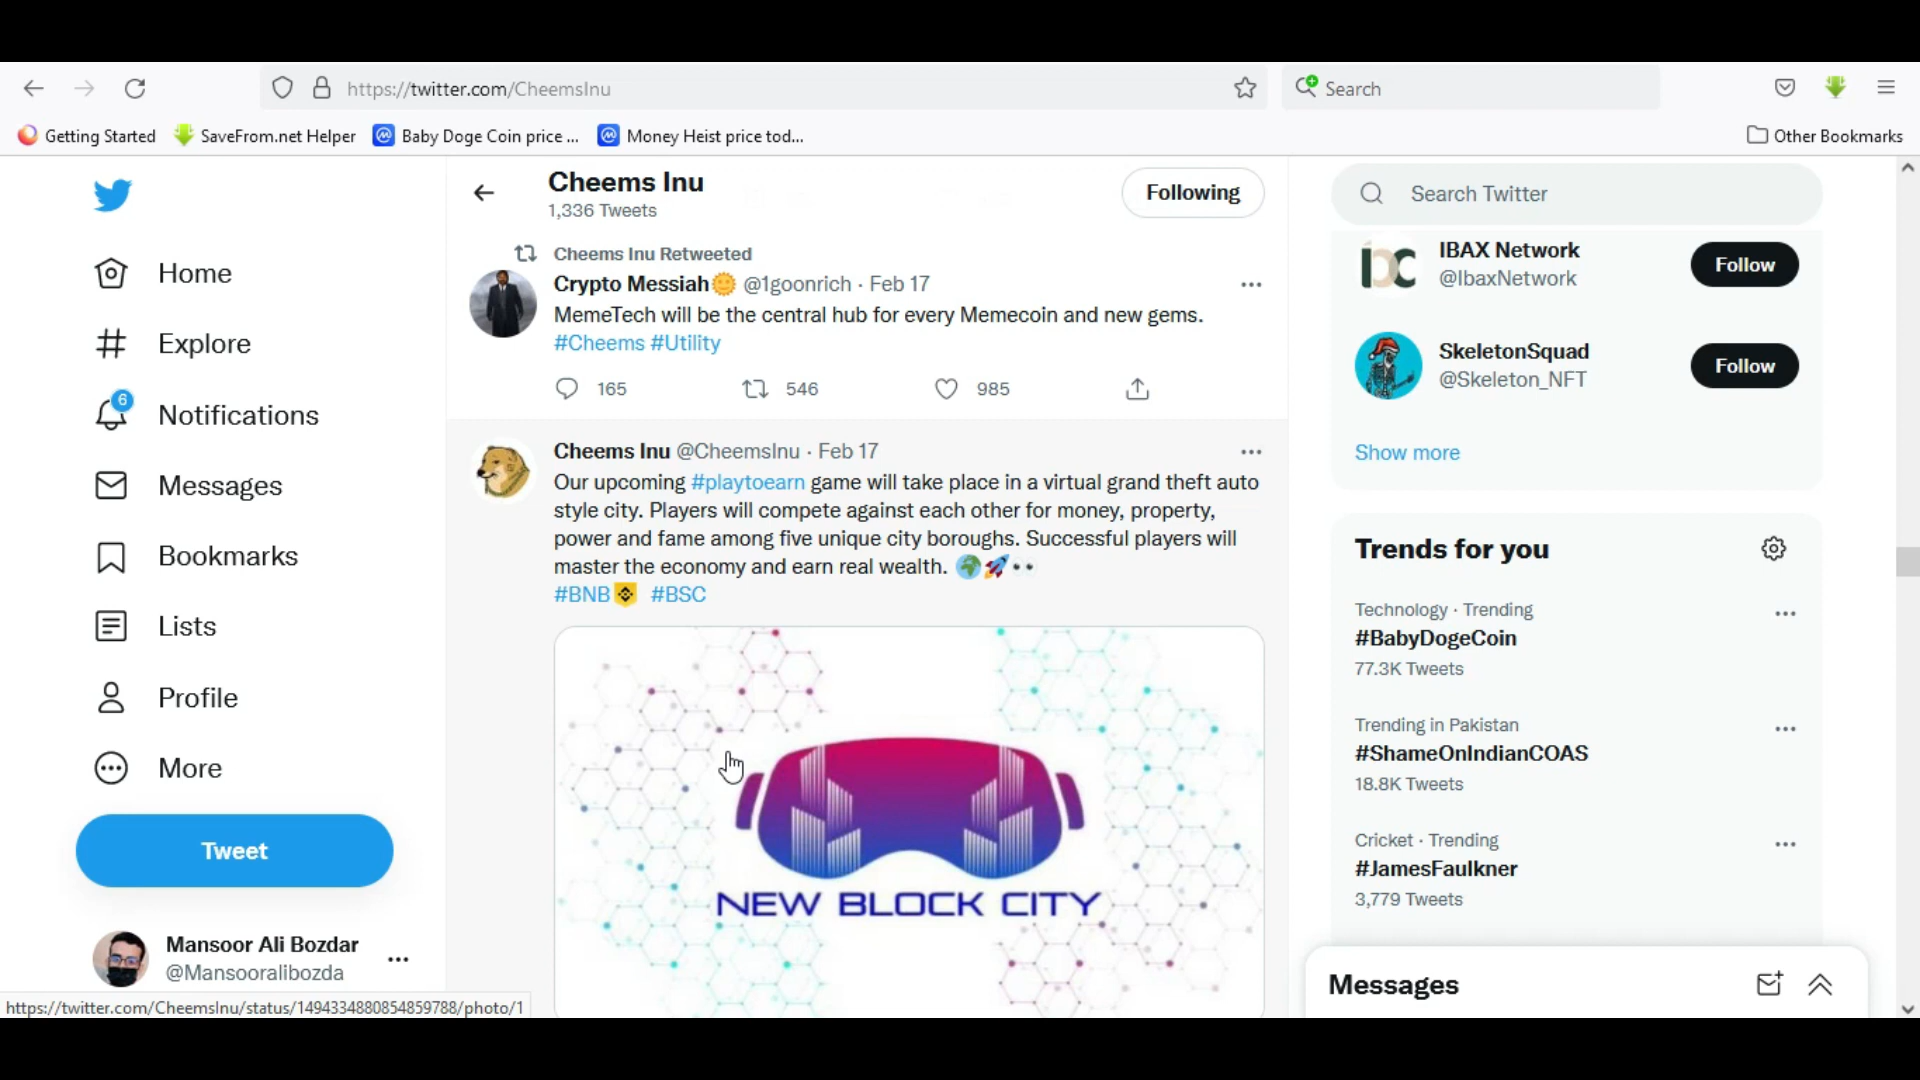 https://twitter.com/CheemsInu
Search
Getting Started
SaveFrom.net Helper
Baby Doge Coin price ...
Money Heist price tod...
Other Bookmarks
Home
Explore
6
Notifications
Messages
Bookmarks
Lists
Profile
More
Tweet
Mansoor Ali Bozdar
@Mansooralibozda
https://twitter.com/CheemsInu/status/1494334880854859788/photo/1
Cheems Inu
1,336 Tweets
Following
Cheems Inu Retweeted
Crypto Messiah🌞 @1goonrich · Feb 17
MemeTech will be the central hub for every Memecoin and new gems.
#Cheems #Utility
165
546
985
Cheems Inu @CheemsInu · Feb 17
Our upcoming #playtoearn game will take place in a virtual grand theft auto
style city. Players will compete against each other for money, property,
power and fame among five unique city boroughs. Successful players will
master the economy and earn real wealth. 🌍🚀👀
#BNB #BSC
NEW BLOCK CITY
Search Twitter
IBAX Network
@IbaxNetwork
Follow
SkeletonSquad
@Skeleton_NFT
Follow
Show more
Trends for you
Technology · Trending
#BabyDogeCoin
77.3K Tweets
Trending in Pakistan
#ShameOnIndianCOAS
18.8K Tweets
Cricket · Trending
#JamesFaulkner
3,779 Tweets
Messages